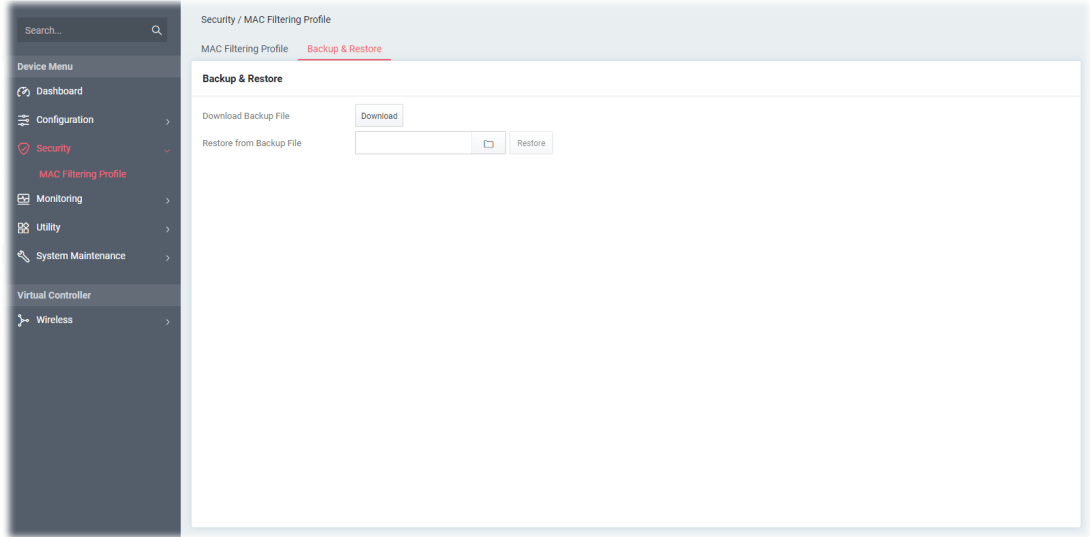 Search...
Device Menu
Dashboard
Configuration
Security
MAC Filtering Profile
Monitoring
Utility
System Maintenance
Virtual Controller
Wireless
Security / MAC Filtering Profile
MAC Filtering Profile Backup & Restore
Backup & Restore
Download Backup File Download
Restore from Backup File Restore